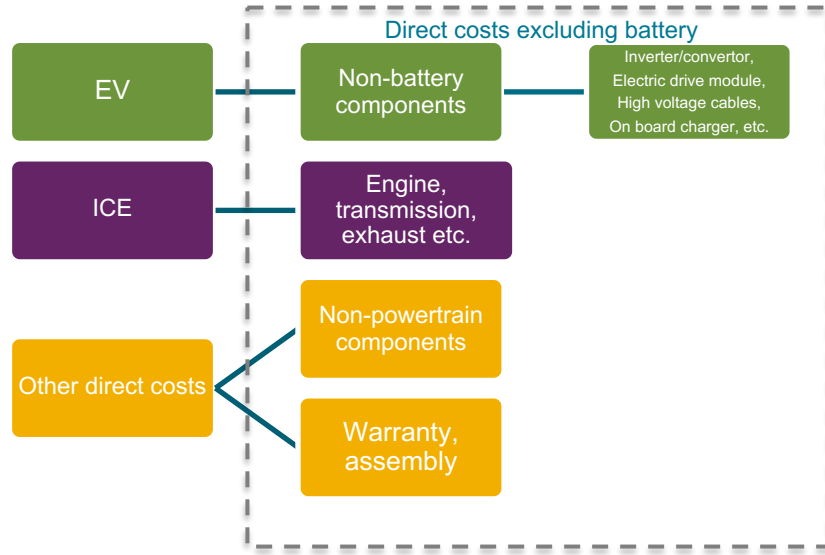 Direct costs excluding battery
EV
Non-battery
components
Inverter/convertor,
Electric drive module,
High voltage cables,
On board charger, etc.
ICE
Engine,
transmission,
exhaust etc.
Other direct costs
Non-powertrain
components
Warranty,
assembly